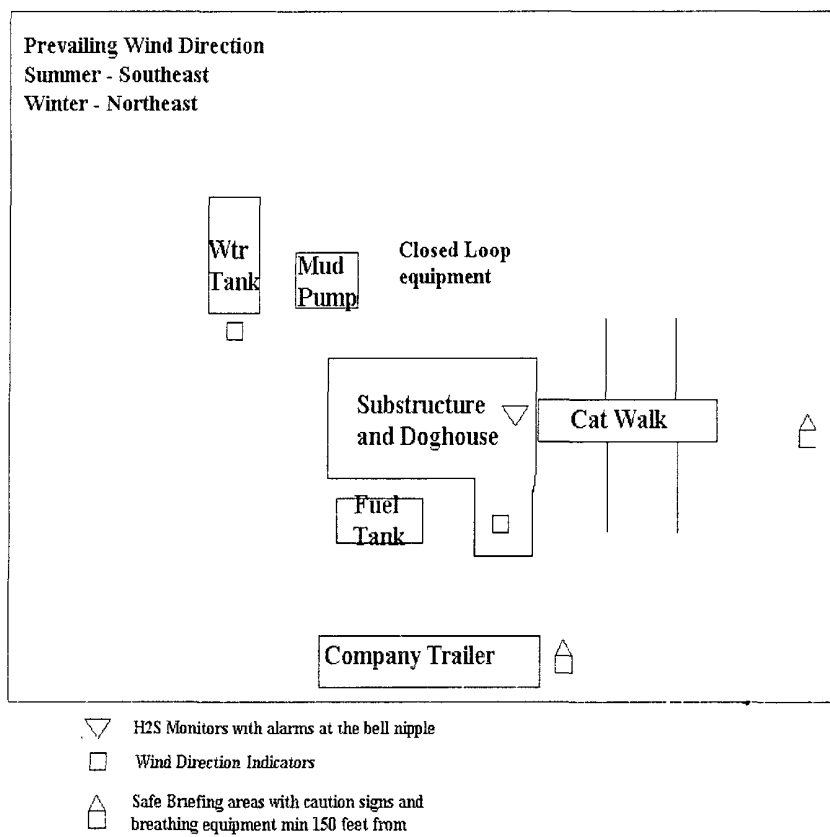 Prevailing Wind Direction
Summer - Southeast
Winter - Northeast
Wtr
Tank
Mud
Pump
Closed Loop
equipment
Substructure
and Doghouse
Cat Walk
Fuel
Tank
Company Trailer
H2S Monitors with alarms at the bell nipple
Wind Direction Indicators
Safe Briefing areas with caution signs and
breathing equipment min 150 feet from